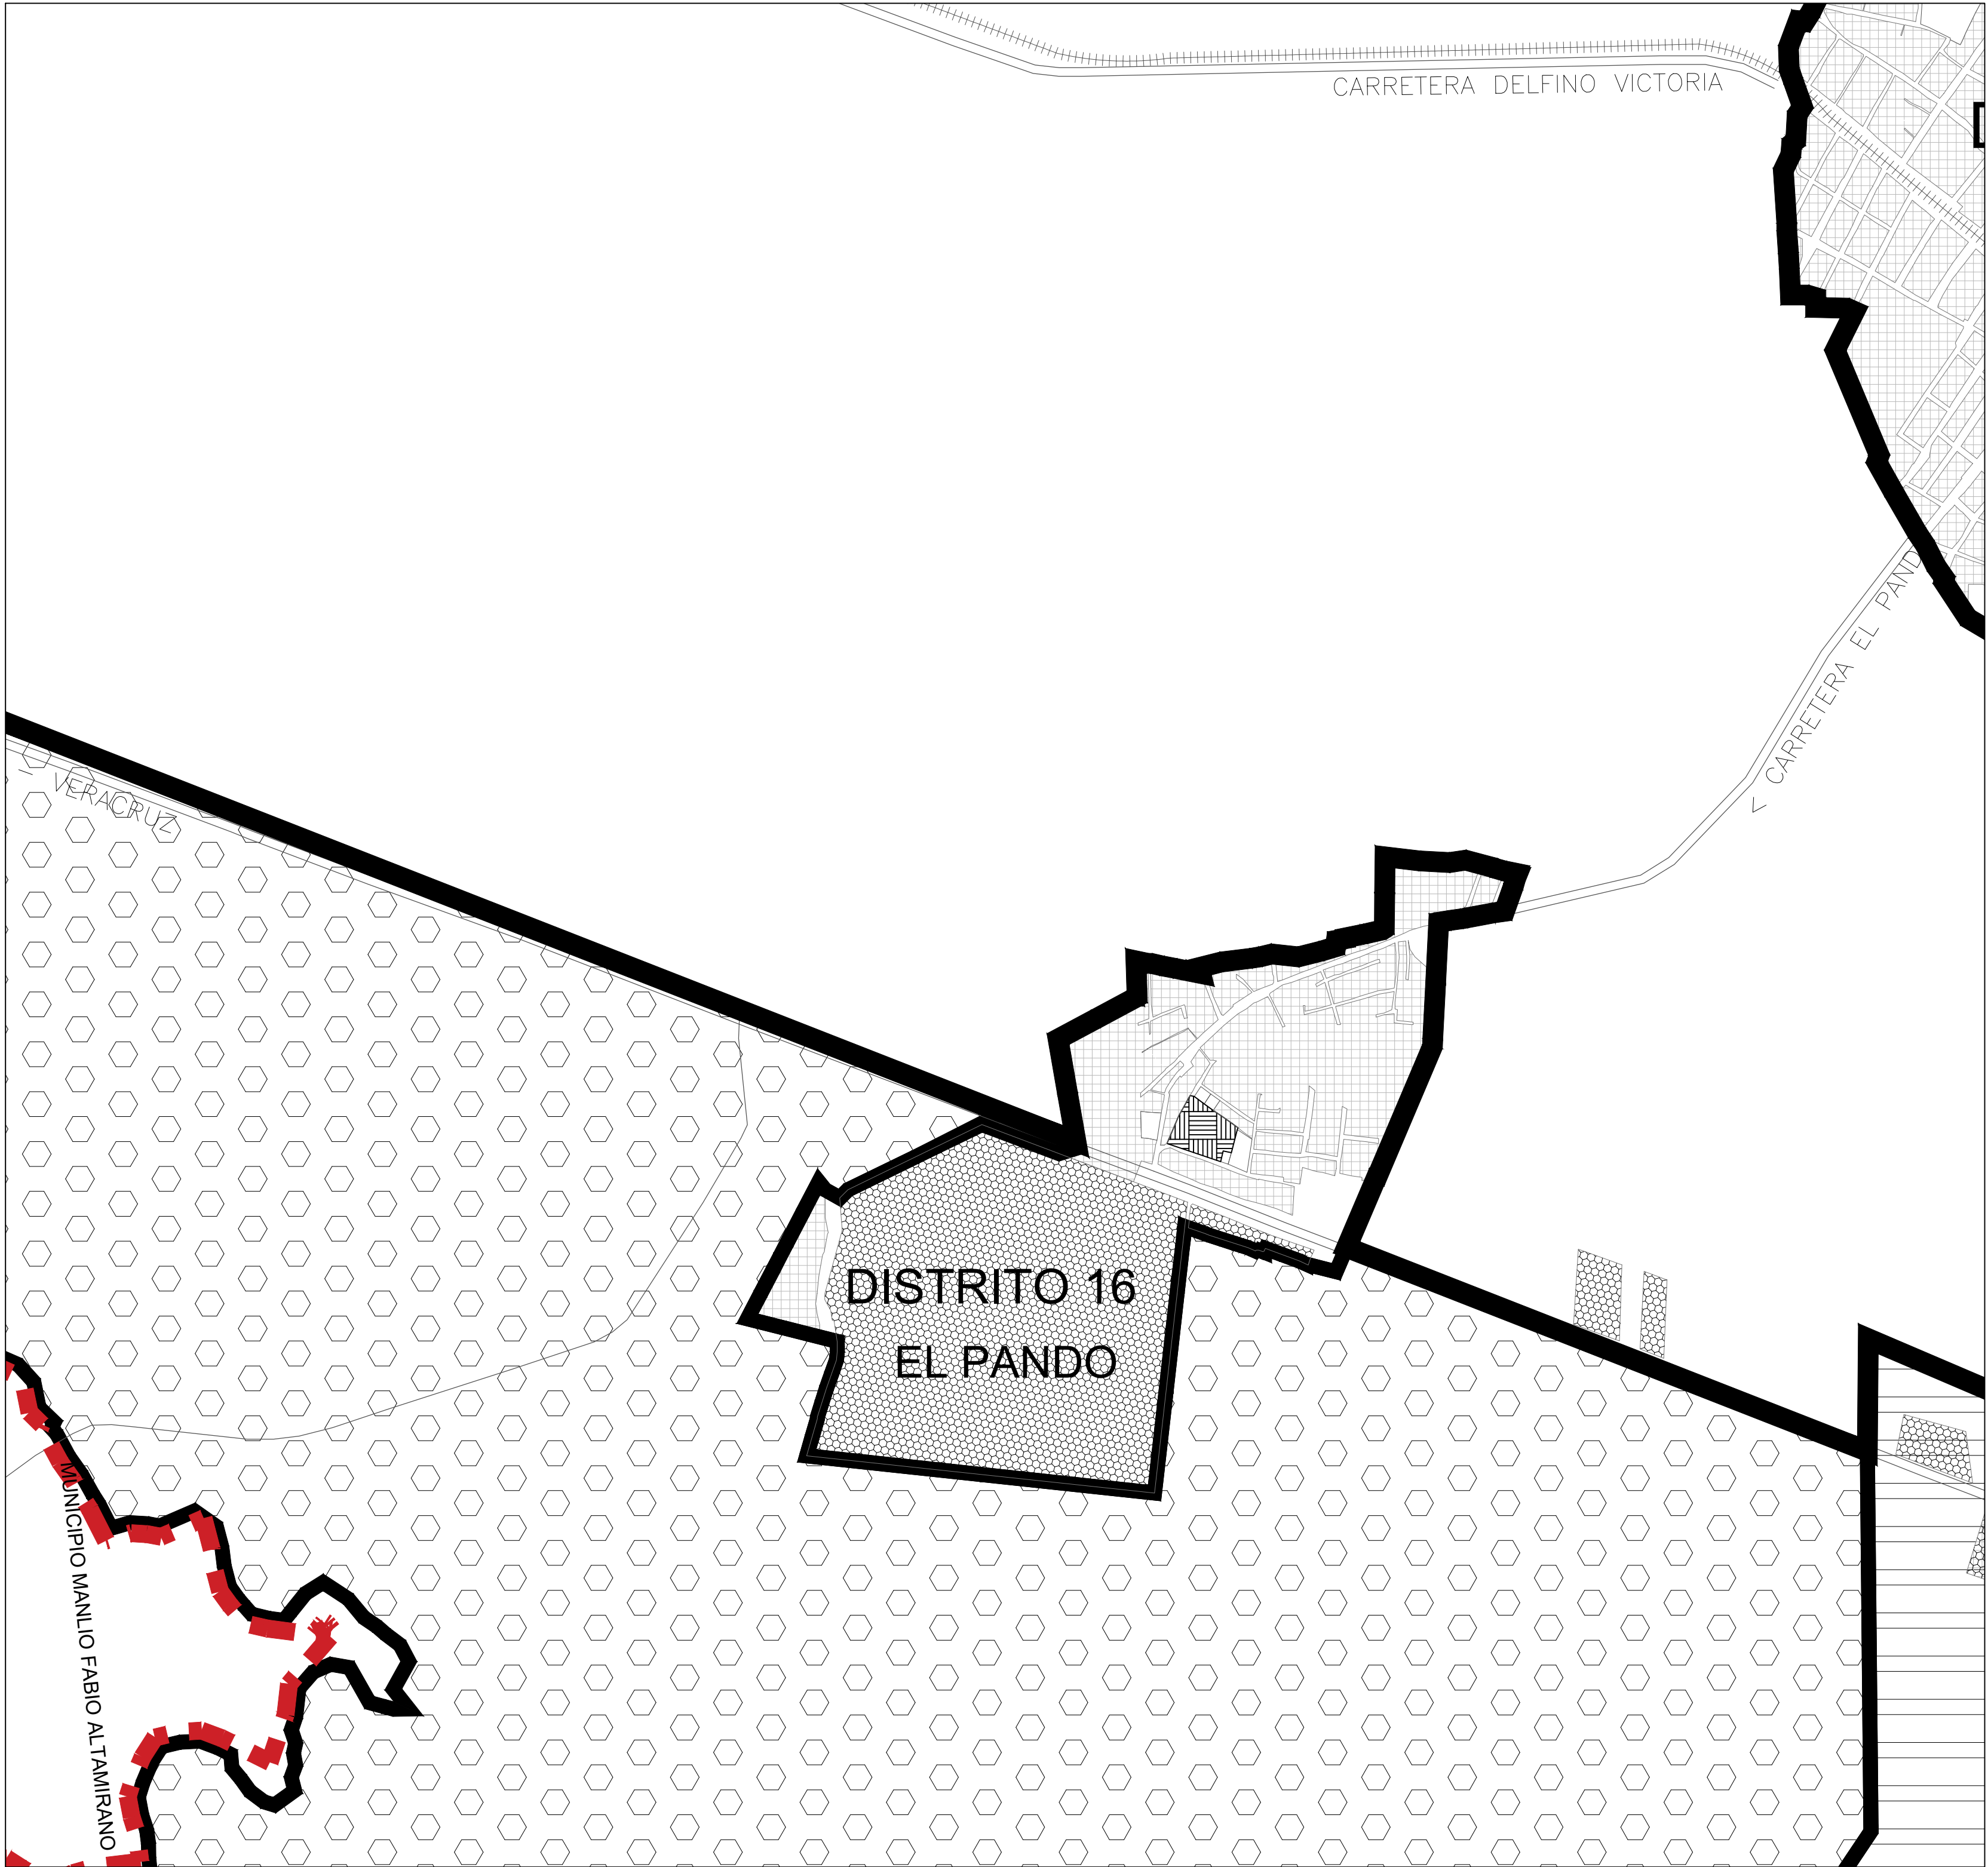 CARRETERA DELFINO VICTORIA
< CARRETERA EL PAND
< VERACRUZ
DISTRITO 16
EL PANDO
MUNICIPIO MANLIO FABIO ALTAMIRANO